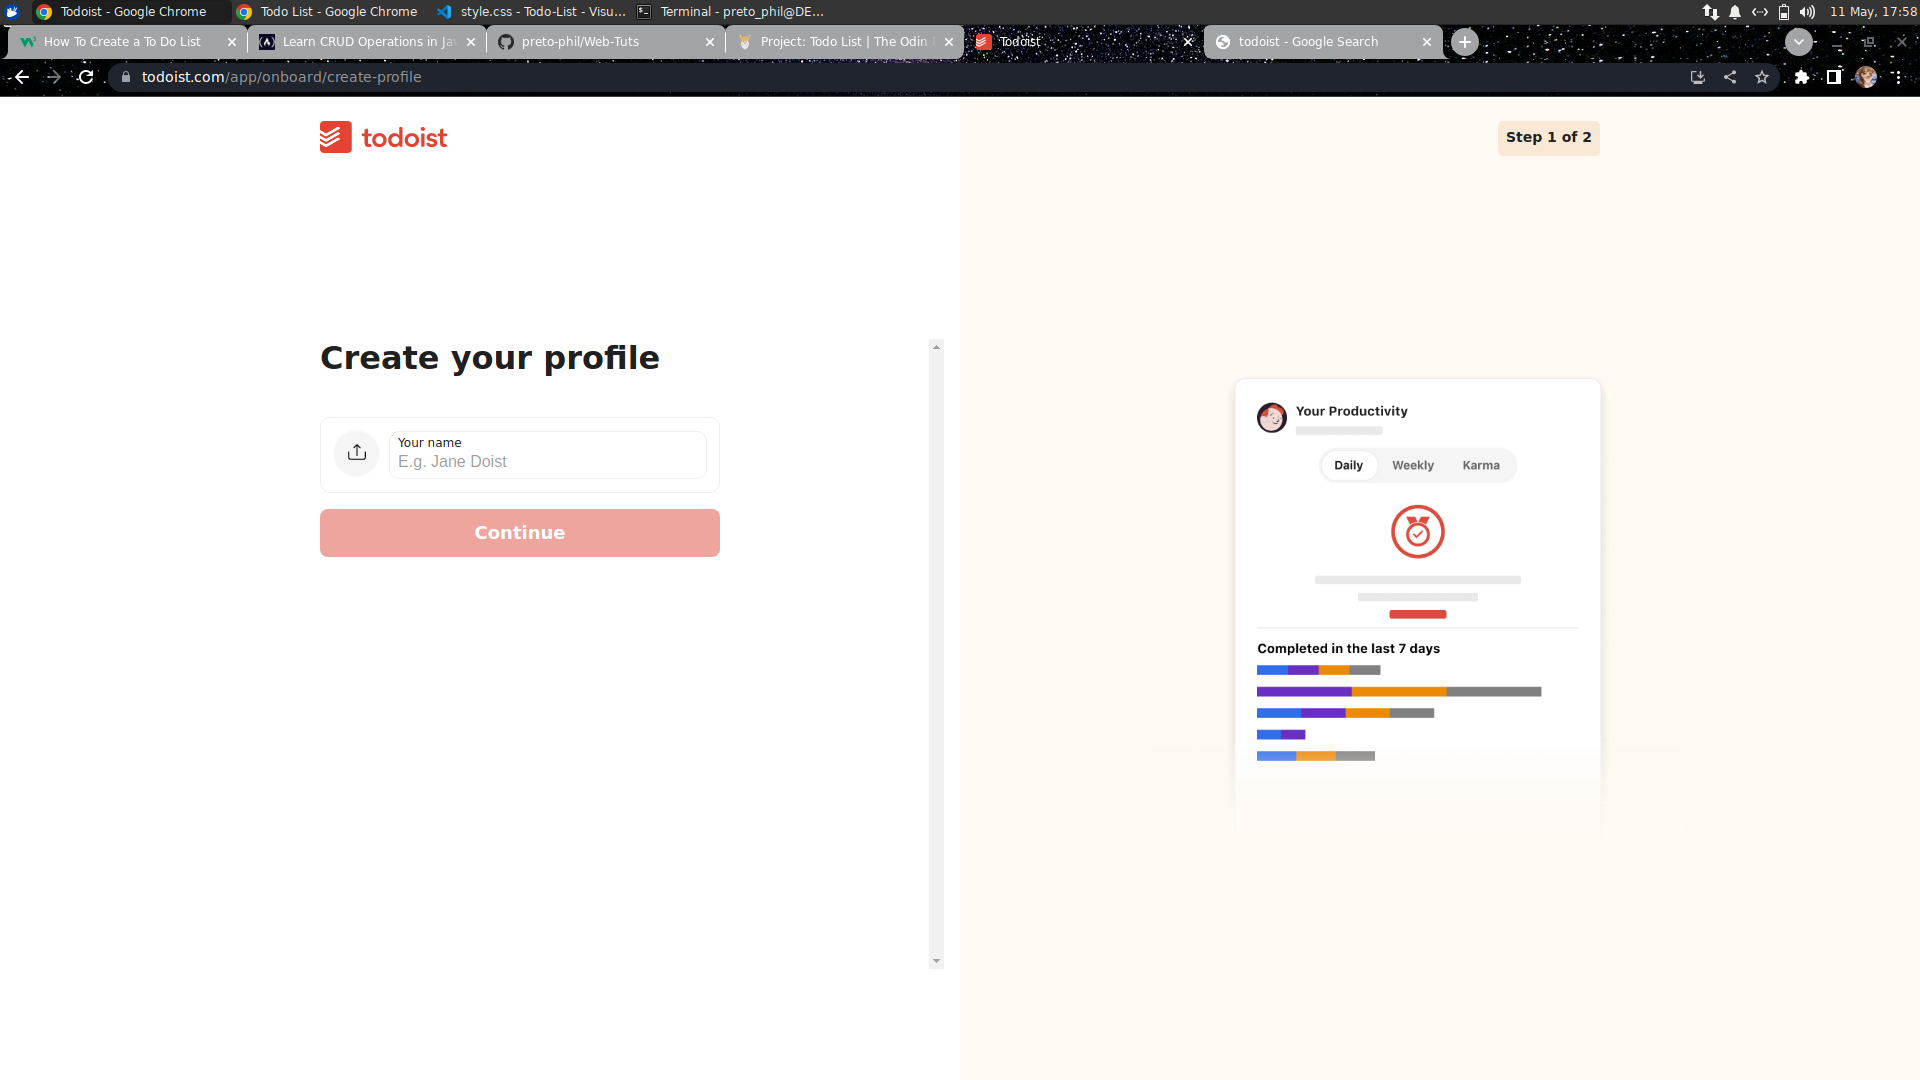 Todoist - Google Chrome
Todo List - Google Chrome
style.css - Todo-List - Visu...
Terminal - preto_phil@DE...
11 May, 17:58
How To Create a To Do List
Learn CRUD Operations in Jav
preto-phil/Web-Tuts
Project: Todo List | The Odin
Todoist
todoist - Google Search
todoist.com/app/onboard/create-profile
todoist
Step 1 of 2
Create your profile
Your name
E.g. Jane Doist
Continue
Your Productivity
Daily
Weekly
Karma
Completed in the last 7 days